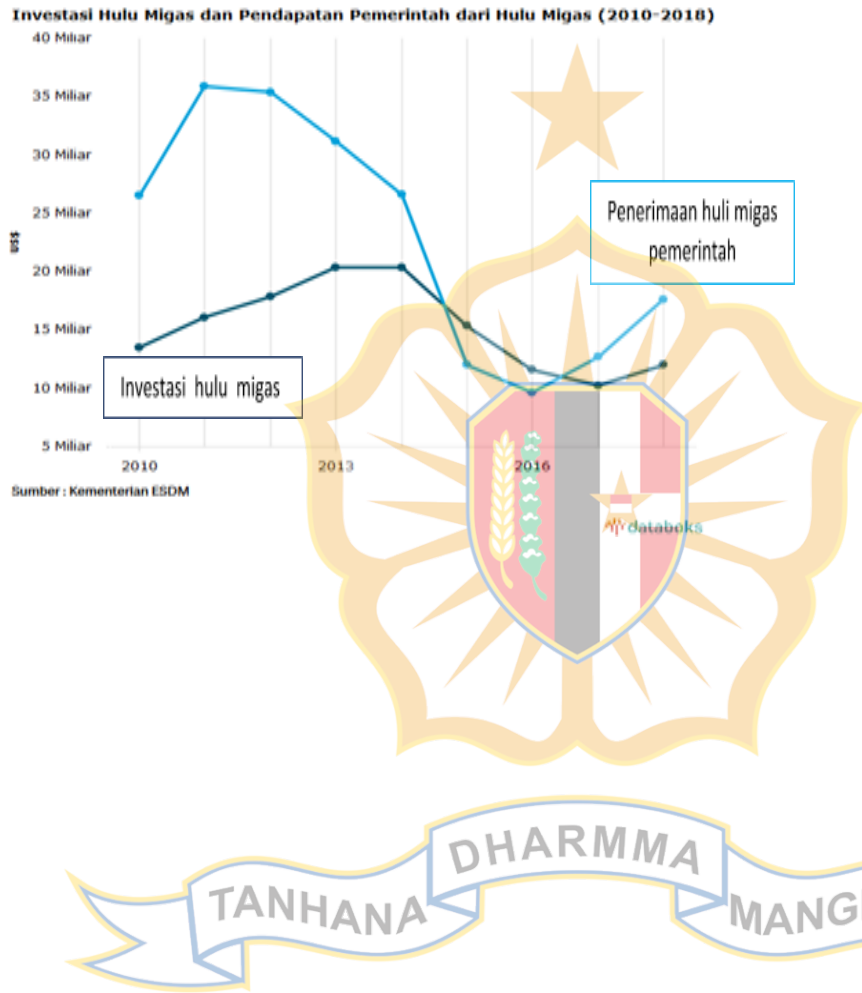 Investasi Hulu Migas dan Pendapatan Pemerintah dari Hulu Migas (2010-2018)
40 Miliar
35 Miliar
30 Miliar
25 Miliar
US$
20 Miliar
15 Miliar
10 Miliar
5 Miliar
Penerimaan huli migas
pemerintah
Investasi hulu migas
2010
2013
2016
Sumber : Kementerian ESDM
databoks
TANHANA
DHARMMA